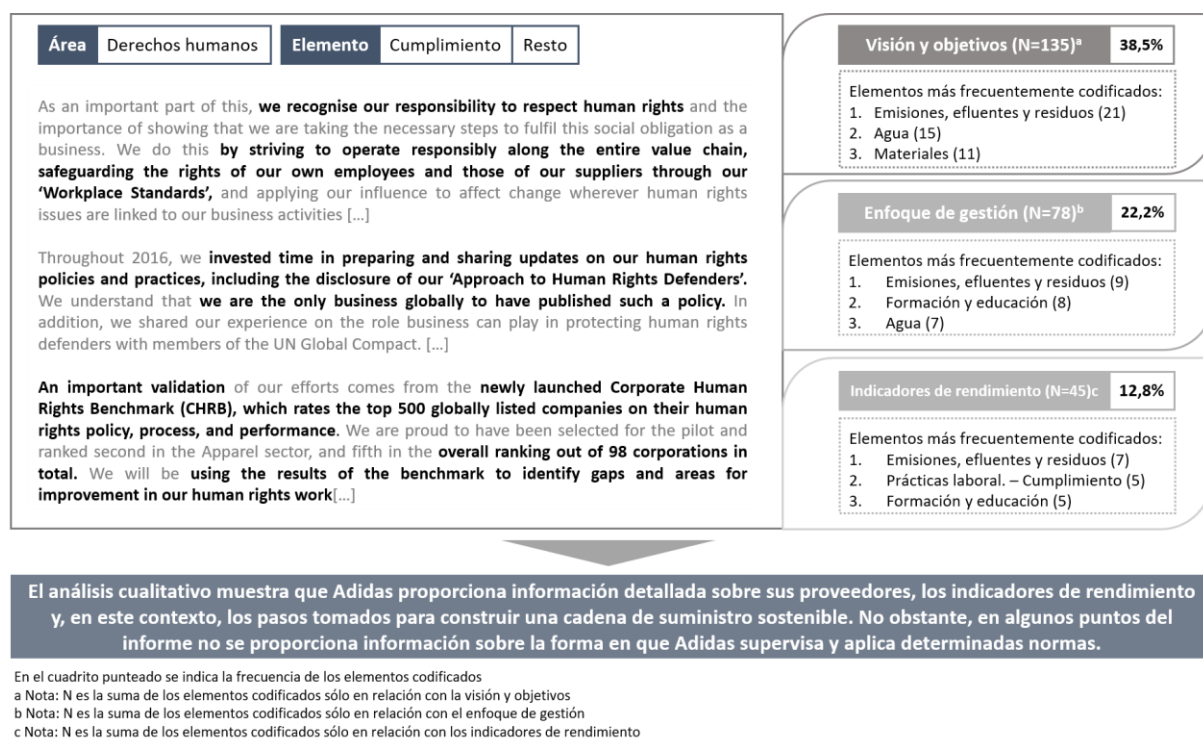 Área Derechos humanos Elemento Cumplimiento Resto
As an important part of this, we recognise our responsibility to respect human rights and the
importance of showing that we are taking the necessary steps to fulfil this social obligation as a
business. We do this by striving to operate responsibly along the entire value chain,
safeguarding the rights of our own employees and those of our suppliers through our
‘Workplace Standards’, and applying our influence to affect change wherever human rights
issues are linked to our business activities […]
Throughout 2016, we invested time in preparing and sharing updates on our human rights
policies and practices, including the disclosure of our ‘Approach to Human Rights Defenders’.
We understand that we are the only business globally to have published such a policy. In
addition, we shared our experience on the role business can play in protecting human rights
defenders with members of the UN Global Compact. […]
An important validation of our efforts comes from the newly launched Corporate Human
Rights Benchmark (CHRB), which rates the top 500 globally listed companies on their human
rights policy, process, and performance. We are proud to have been selected for the pilot and
ranked second in the Apparel sector, and fifth in the overall ranking out of 98 corporations in
total. We will be using the results of the benchmark to identify gaps and areas for
improvement in our human rights work[…]
Visión y objetivos (N=135)a 38,5%
Elementos más frecuentemente codificados:
1. Emisiones, efluentes y residuos (21)
2. Agua (15)
3. Materiales (11)
Enfoque de gestión (N=78)b 22,2%
Elementos más frecuentemente codificados:
1. Emisiones, efluentes y residuos (9)
2. Formación y educación (8)
3. Agua (7)
Indicadores de rendimiento (N=45)c 12,8%
Elementos más frecuentemente codificados:
1. Emisiones, efluentes y residuos (7)
2. Prácticas laboral. – Cumplimiento (5)
3. Formación y educación (5)
El análisis cualitativo muestra que Adidas proporciona información detallada sobre sus proveedores, los indicadores de rendimiento
y, en este contexto, los pasos tomados para construir una cadena de suministro sostenible. No obstante, en algunos puntos del
informe no se proporciona información sobre la forma en que Adidas supervisa y aplica determinadas normas.
En el cuadrito punteado se indica la frecuencia de los elementos codificados
a Nota: N es la suma de los elementos codificados sólo en relación con la visión y objetivos
b Nota: N es la suma de los elementos codificados sólo en relación con el enfoque de gestión
c Nota: N es la suma de los elementos codificados sólo en relación con los indicadores de rendimiento